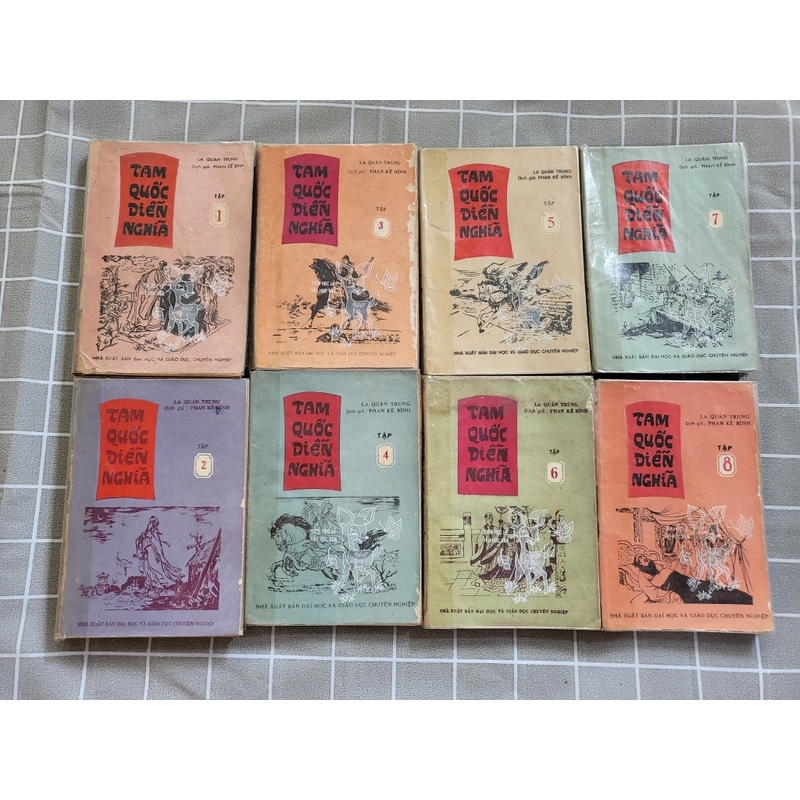 LA QUÁN TRUNG
Dịch giả: PHAN KẾ BÍNH
TAM
QUỐC
DIỄN
NGHĨA
TẬP
1
NHÀ XUẤT BẢN ĐẠI HỌC VÀ GIÁO DỤC CHUYÊN NGHIỆP
LA QUÁN TRUNG
Dịch giả: PHAN KẾ BÍNH
TAM
QUỐC
DIỄN
NGHĨA
TẬP
3
NHÀ XUẤT BẢN ĐẠI HỌC VÀ GIÁO DỤC CHUYÊN NGHIỆP
LA QUÁN TRUNG
Dịch giả: PHAN KẾ BÍNH
TAM
QUỐC
DIỄN
NGHĨA
TẬP
5
NHÀ XUẤT BẢN ĐẠI HỌC VÀ GIÁO DỤC CHUYÊN NGHIỆP
LA QUÁN TRUNG
Dịch giả: PHAN KẾ BÍNH
TAM
QUỐC
DIỄN
NGHĨA
TẬP
7
NHÀ XUẤT BẢN ĐẠI HỌC VÀ GIÁO DỤC CHUYÊN NGHIỆP
LA QUÁN TRUNG
Dịch giả: PHAN KẾ BÍNH
TAM
QUỐC
DIỄN
NGHĨA
TẬP
2
NHÀ XUẤT BẢN ĐẠI HỌC VÀ GIÁO DỤC CHUYÊN NGHIỆP
LA QUÁN TRUNG
Dịch giả: PHAN KẾ BÍNH
TAM
QUỐC
DIỄN
NGHĨA
TẬP
4
NHÀ XUẤT BẢN ĐẠI HỌC VÀ GIÁO DỤC CHUYÊN NGHIỆP
LA QUÁN TRUNG
Dịch giả: PHAN KẾ BÍNH
TAM
QUỐC
DIỄN
NGHĨA
TẬP
6
NHÀ XUẤT BẢN ĐẠI HỌC VÀ GIÁO DỤC CHUYÊN NGHIỆP
LA QUÁN TRUNG
Dịch giả: PHAN KẾ BÍNH
TAM
QUỐC
DIỄN
NGHĨA
TẬP
8
NHÀ XUẤT BẢN ĐẠI HỌC VÀ GIÁO DỤC CHUYÊN NGHIỆP